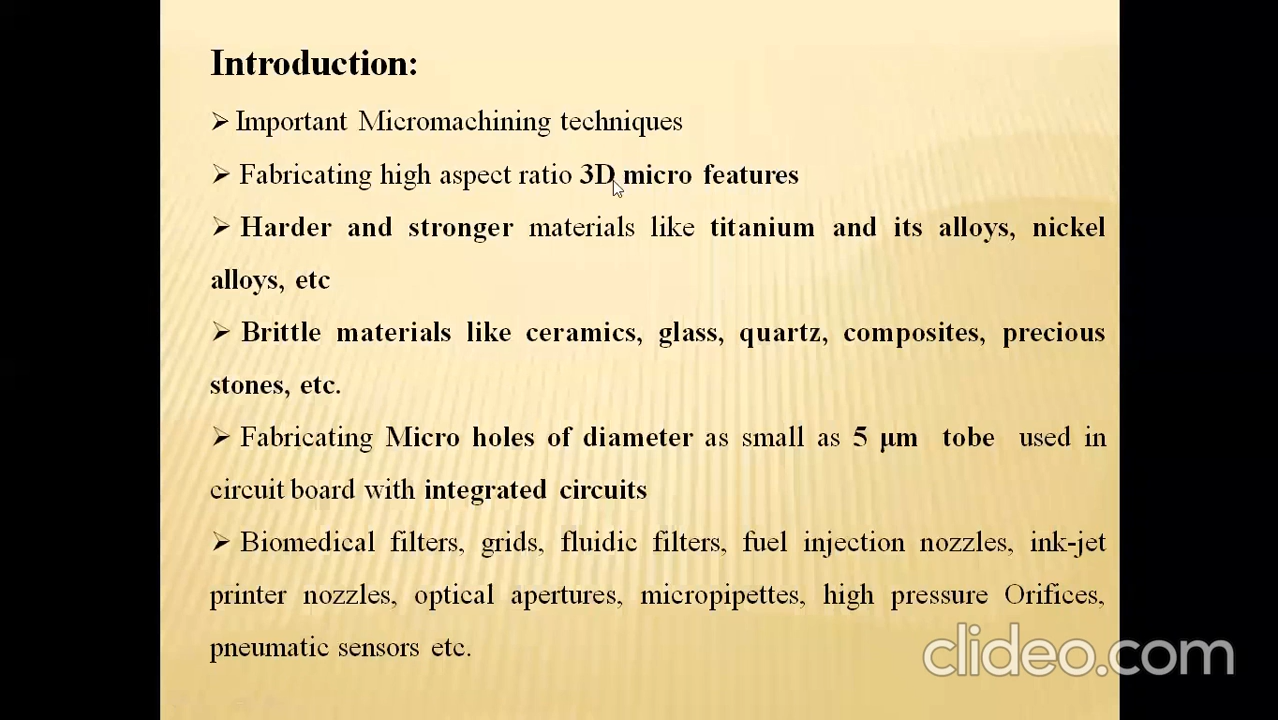 Introduction:
➢ Important Micromachining techniques
➢ Fabricating high aspect ratio 3D micro features
➢ Harder and stronger materials like titanium and its alloys, nickel
alloys, etc
➢ Brittle materials like ceramics, glass, quartz, composites, precious
stones, etc.
➢ Fabricating Micro holes of diameter as small as 5 μm tobe used in
circuit board with integrated circuits
➢ Biomedical filters, grids, fluidic filters, fuel injection nozzles, ink-jet
printer nozzles, optical apertures, micropipettes, high pressure Orifices,
pneumatic sensors etc.
clideo.com